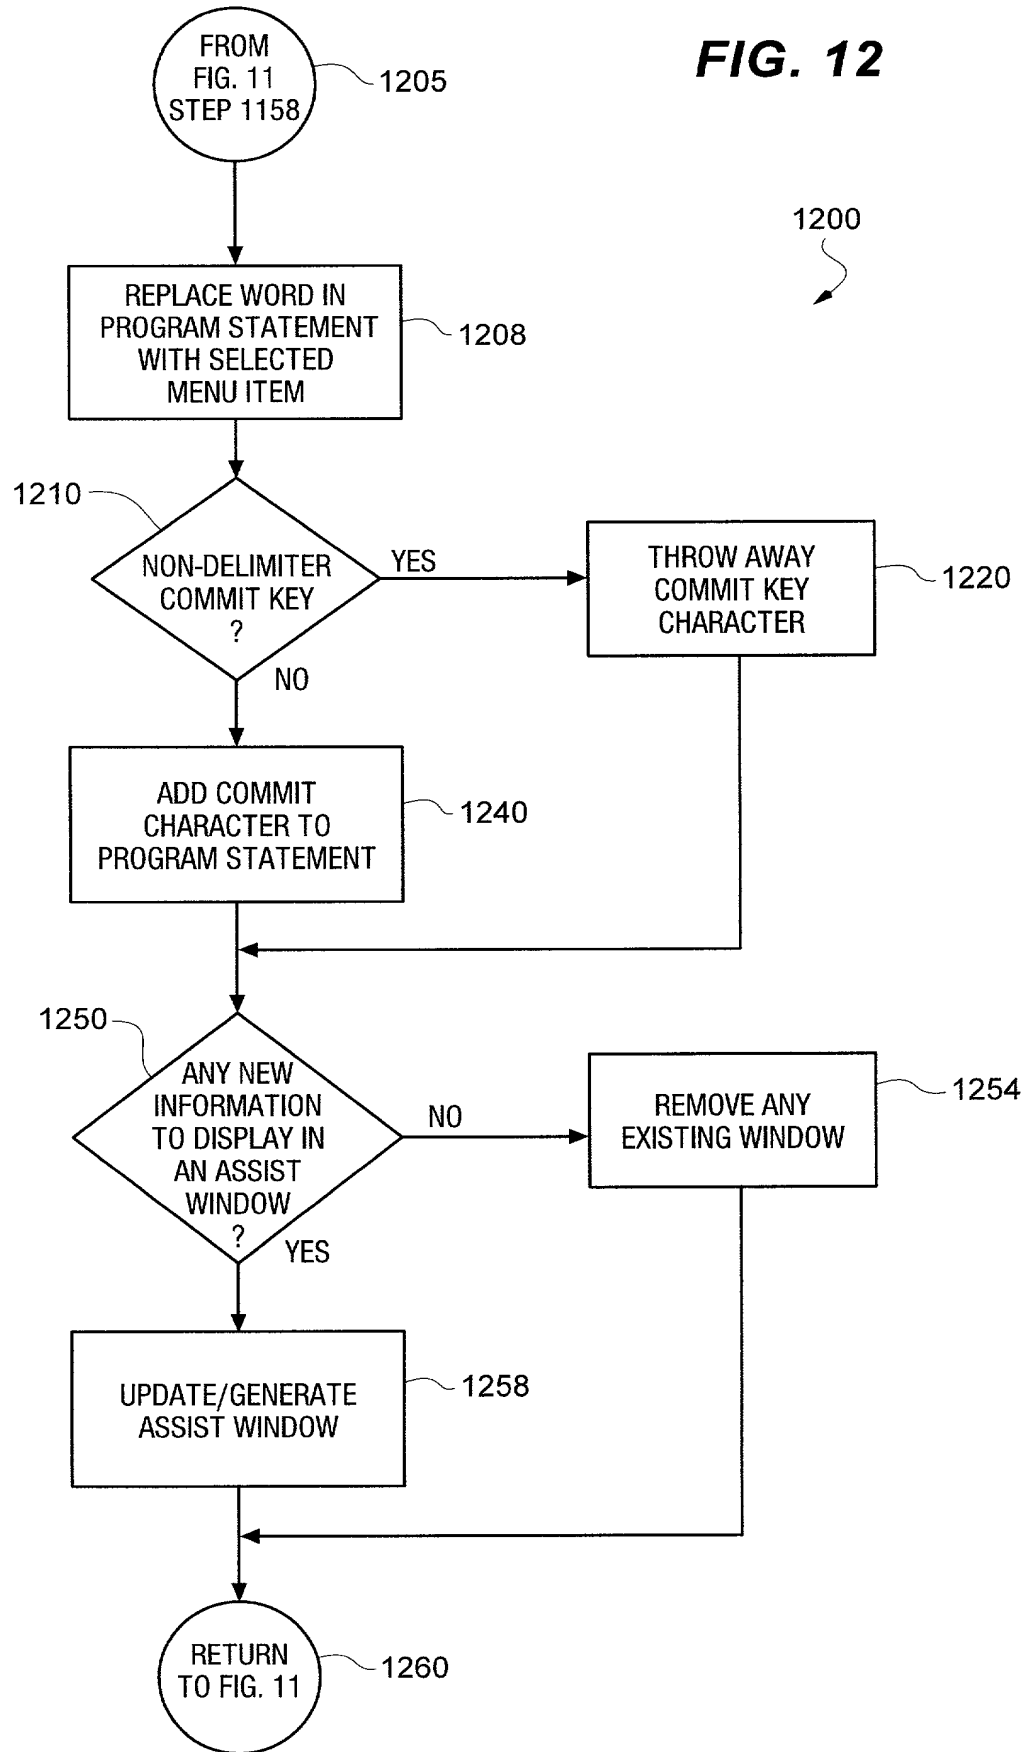 FROM
FIG. 11
STEP 1158
1205
FIG. 12
1200
REPLACE WORD IN
PROGRAM STATEMENT
WITH SELECTED
MENU ITEM
1208
1210
NON-DELIMITER
COMMIT KEY
?
YES
NO
THROW AWAY
COMMIT KEY
CHARACTER
1220
ADD COMMIT
CHARACTER TO
PROGRAM STATEMENT
1240
1250
ANY NEW
INFORMATION
TO DISPLAY IN
AN ASSIST
WINDOW
?
NO
YES
REMOVE ANY
EXISTING WINDOW
1254
UPDATE/GENERATE
ASSIST WINDOW
1258
RETURN
TO FIG. 11
1260